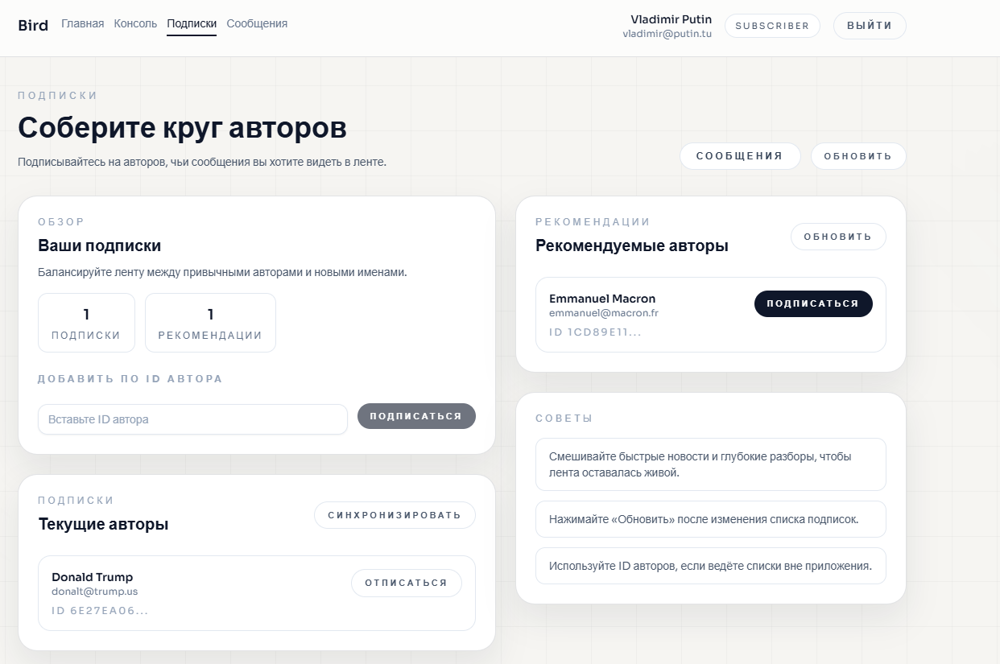 Bird
Главная
Консоль
Подписки
Сообщения
Vladimir Putin
vladimir@putin.tu
SUBSCRIBER
ВЫЙТИ
ПОДПИСКИ
Соберите круг авторов
Подписывайтесь на авторов, чьи сообщения вы хотите видеть в ленте.
СООБЩЕНИЯ
ОБНОВИТЬ
ОБЗОР
Ваши подписки
Балансируйте ленту между привычными авторами и новыми именами.
1
ПОДПИСКИ
1
РЕКОМЕНДАЦИИ
ДОБАВИТЬ ПО ID АВТОРА
Вставьте ID автора
ПОДПИСАТЬСЯ
ПОДПИСКИ
Текущие авторы
СИНХРОНИЗИРОВАТЬ
Donald Trump
donalt@trump.us
ID 6E27EA06...
ОТПИСАТЬСЯ
РЕКОМЕНДАЦИИ
Рекомендуемые авторы
ОБНОВИТЬ
Emmanuel Macron
emmanuel@macron.fr
ID 1CD89E11...
ПОДПИСАТЬСЯ
СОВЕТЫ
Смешивайте быстрые новости и глубокие разборы, чтобы
лента оставалась живой.
Нажимайте «Обновить» после изменения списка подписок.
Используйте ID авторов, если ведёте списки вне приложения.